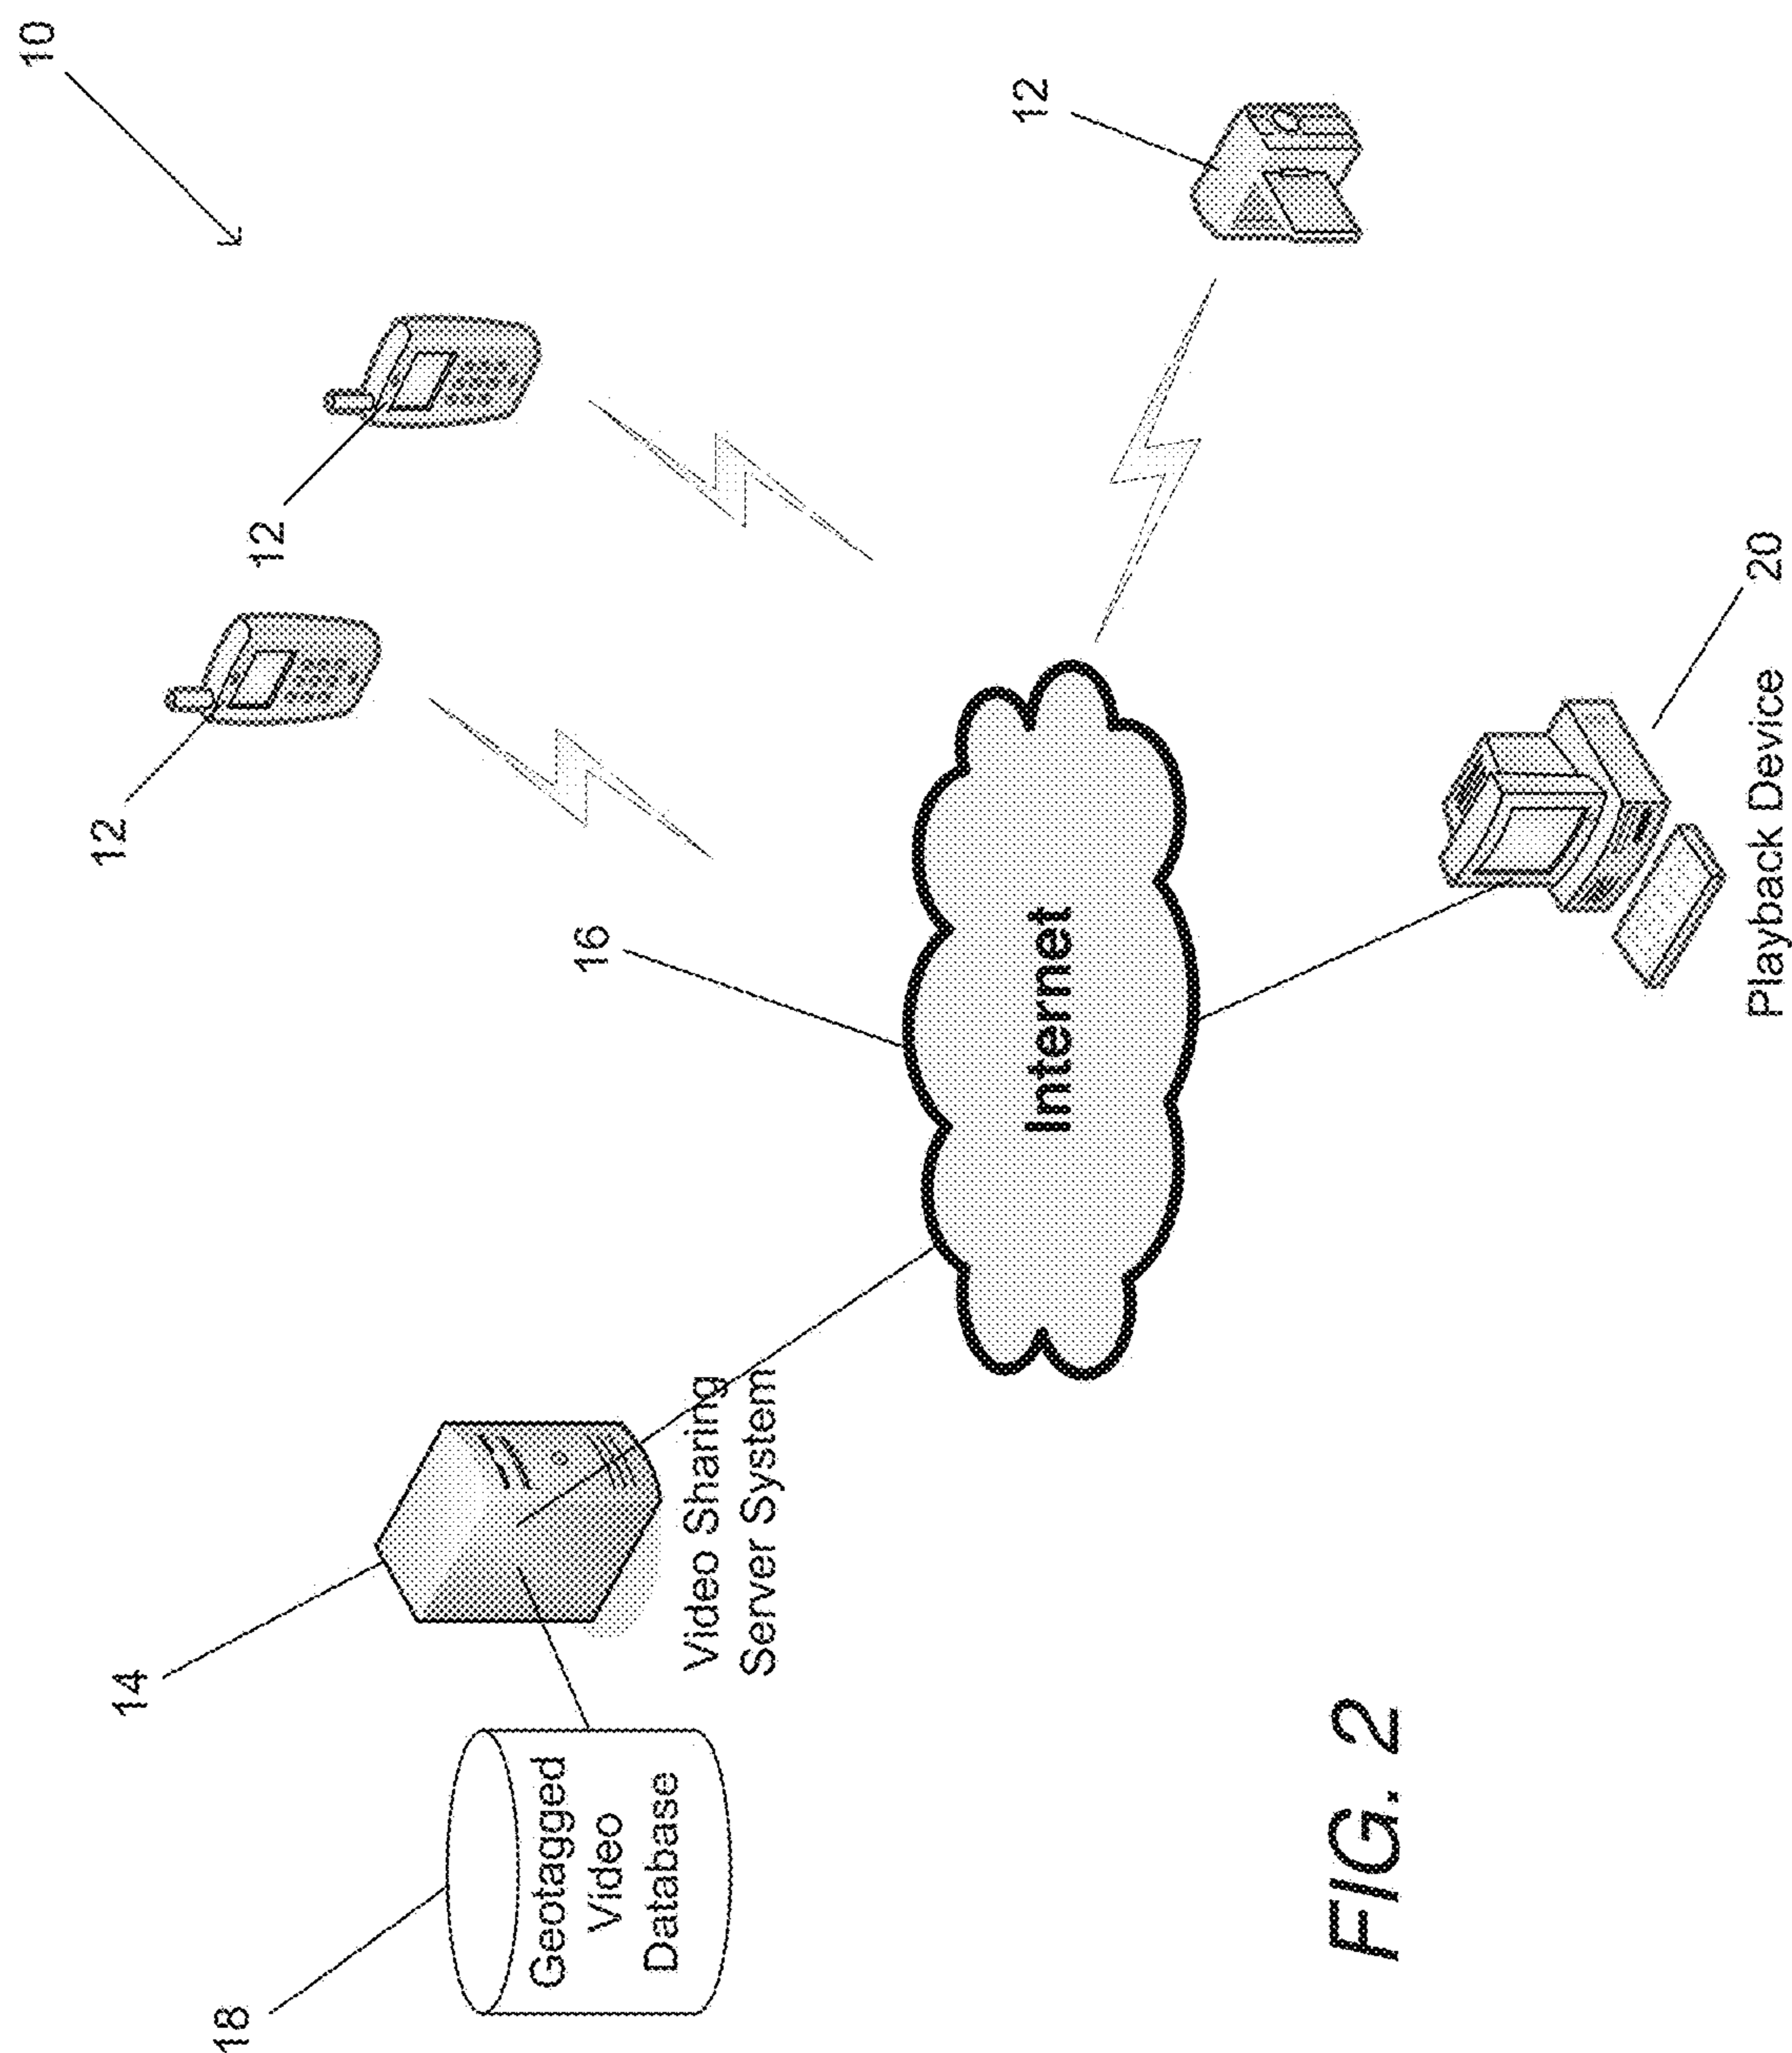 10
12
14
18
12
Geotagged
Video
Database
16
Video Sharing
Server System
12
Internet
FIG. 2
Playback Device
20